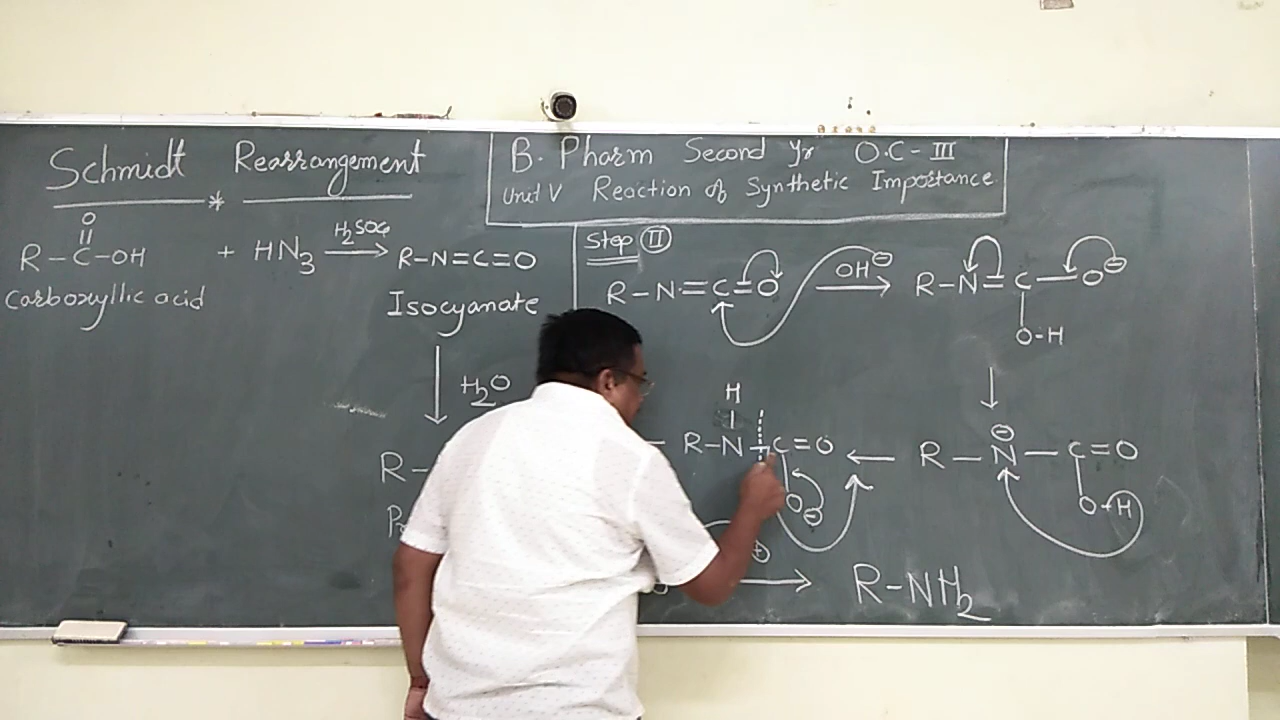 Schmidt Rearrangement
B. Pharm Second Yr O.C-III
Unit V Reaction of Synthetic Importance
O
||
R-C-OH + HN3 H2SO4 → R-N=C=O
Carboxyllic acid Isocyanate
↓ H2O
R-
Step II
R-N=C=O OH⊖ → R-N=C-O⊖
|
O-H
↓
H
|
R-N-C=O ← R-N⊖-C=O
O⊖ O-H
⊕
→ R-NH2